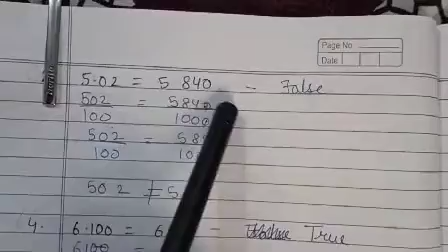 Page No
Date
5.02 = 5 840 – False
502 = 5840
100 1000
502 = 58
100 10
502 ≠ 5
4. 6.100 = 6 – True
6100